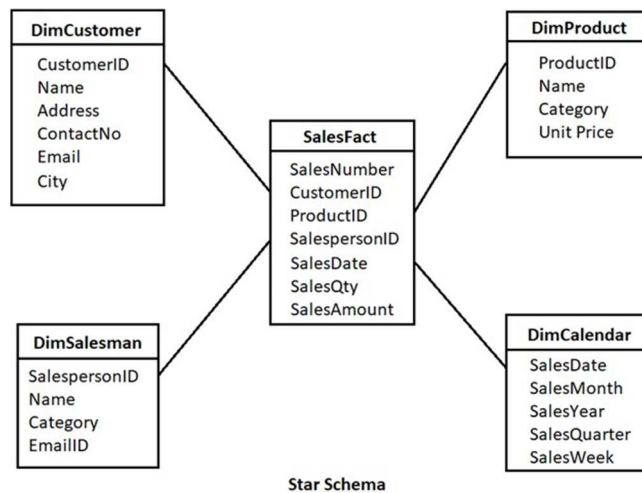 DimCustomer
CustomerID
Name
Address
ContactNo
Email
City
DimProduct
ProductID
Name
Category
Unit Price
SalesFact
SalesNumber
CustomerID
ProductID
SalespersonID
SalesDate
SalesQty
SalesAmount
DimSalesman
SalespersonID
Name
Category
EmailID
DimCalendar
SalesDate
SalesMonth
SalesYear
SalesQuarter
SalesWeek
Star Schema